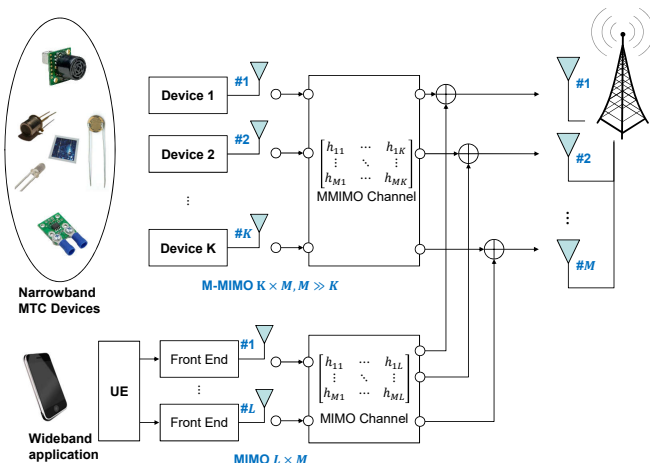 #1
Device 1
#2
Device 2
⋮
#K
Device K
h₁₁ ⋯ h₁K
⋮ ⋱ ⋮
hM1 ⋯ hMK
MMIMO Channel
#1
#2
⋮
#M
M-MIMO K × M, M ≫ K
Narrowband
MTC Devices
#1
Front End
⋮
#L
Front End
UE
h₁₁ ⋯ h₁L
⋮ ⋱ ⋮
hM1 ⋯ hML
MIMO Channel
Wideband
application
MIMO L × M